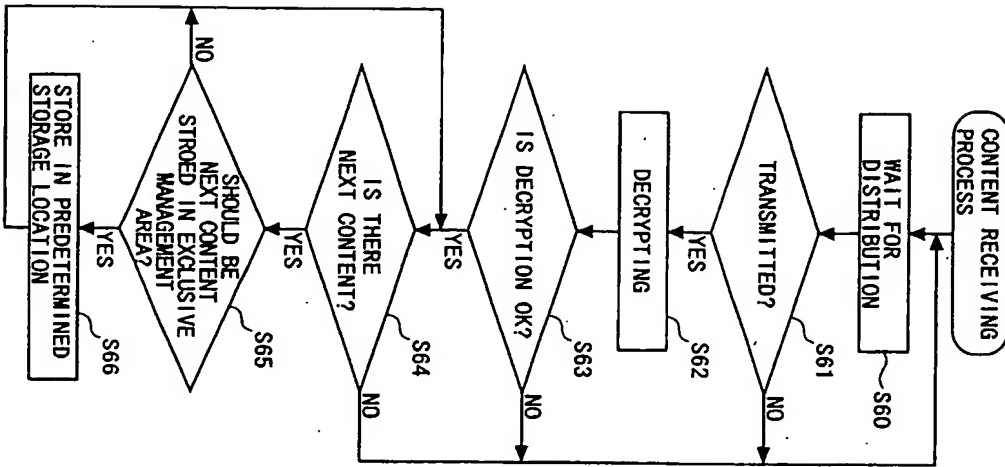 CONTENT RECEIVING
PROCESS
WAIT FOR
DISTRIBUTION
S60
TRANSMITTED?
S61
NO
YES
DECRYPTING
S62
IS DECRYPTION OK?
S63
NO
YES
IS THERE
NEXT CONTENT?
S64
NO
YES
SHOULD BE
NEXT CONTENT
STROED IN EXCLUSIVE
MANAGEMENT
AREA?
S65
NO
YES
STORE IN PREDETERMINED
STORAGE LOCATION
S66